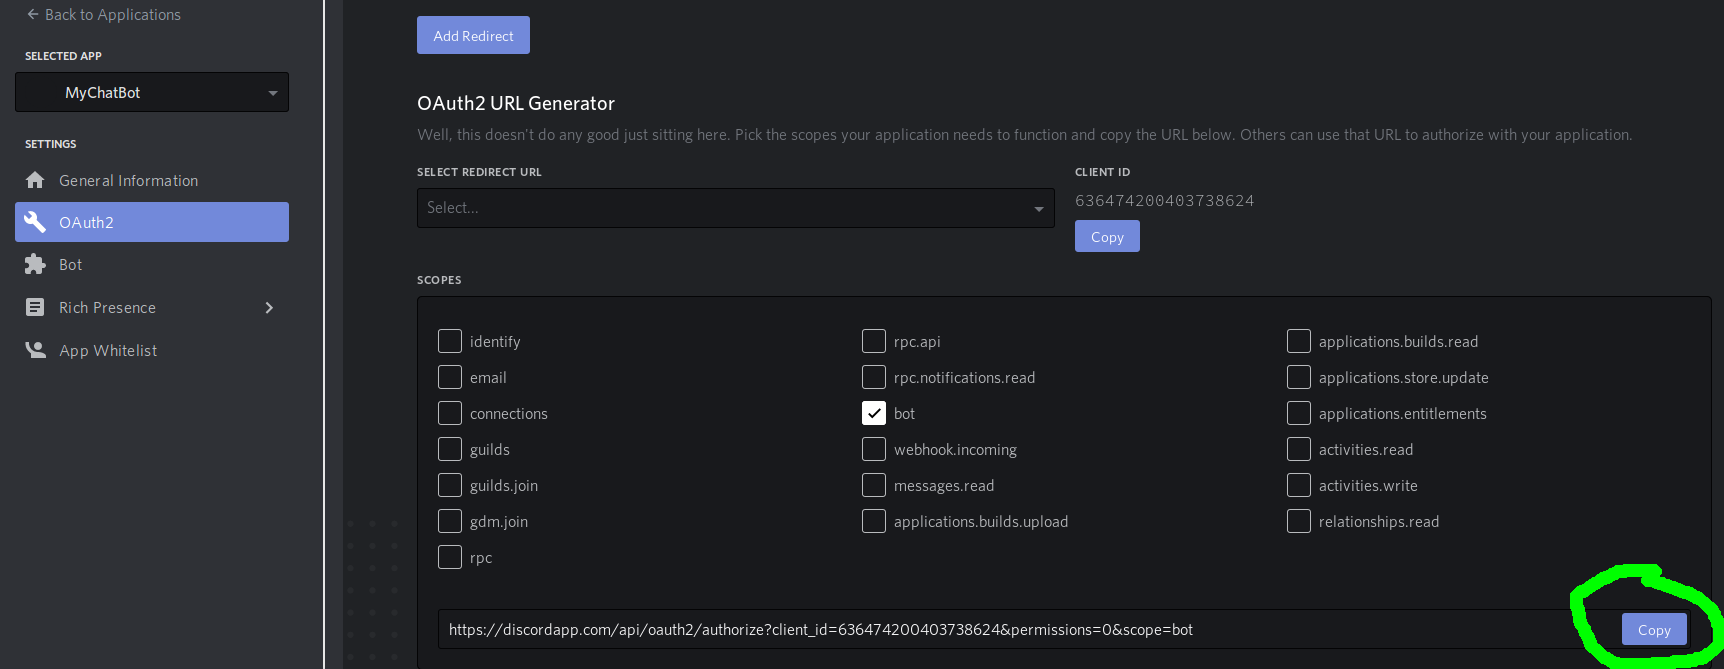 Back to Applications
SELECTED APP
MyChatBot
SETTINGS
General Information
OAuth2
Bot
Rich Presence
App Whitelist
Add Redirect
OAuth2 URL Generator
Well, this doesn't do any good just sitting here. Pick the scopes your application needs to function and copy the URL below. Others can use that URL to authorize with your application.
SELECT REDIRECT URL
Select...
CLIENT ID
636474200403738624
Copy
SCOPES
identify
email
connections
guilds
guilds.join
gdm.join
rpc
rpc.api
rpc.notifications.read
bot
webhook.incoming
messages.read
applications.builds.upload
applications.builds.read
applications.store.update
applications.entitlements
activities.read
activities.write
relationships.read
https://discordapp.com/api/oauth2/authorize?client_id=636474200403738624&permissions=0&scope=bot
Copy